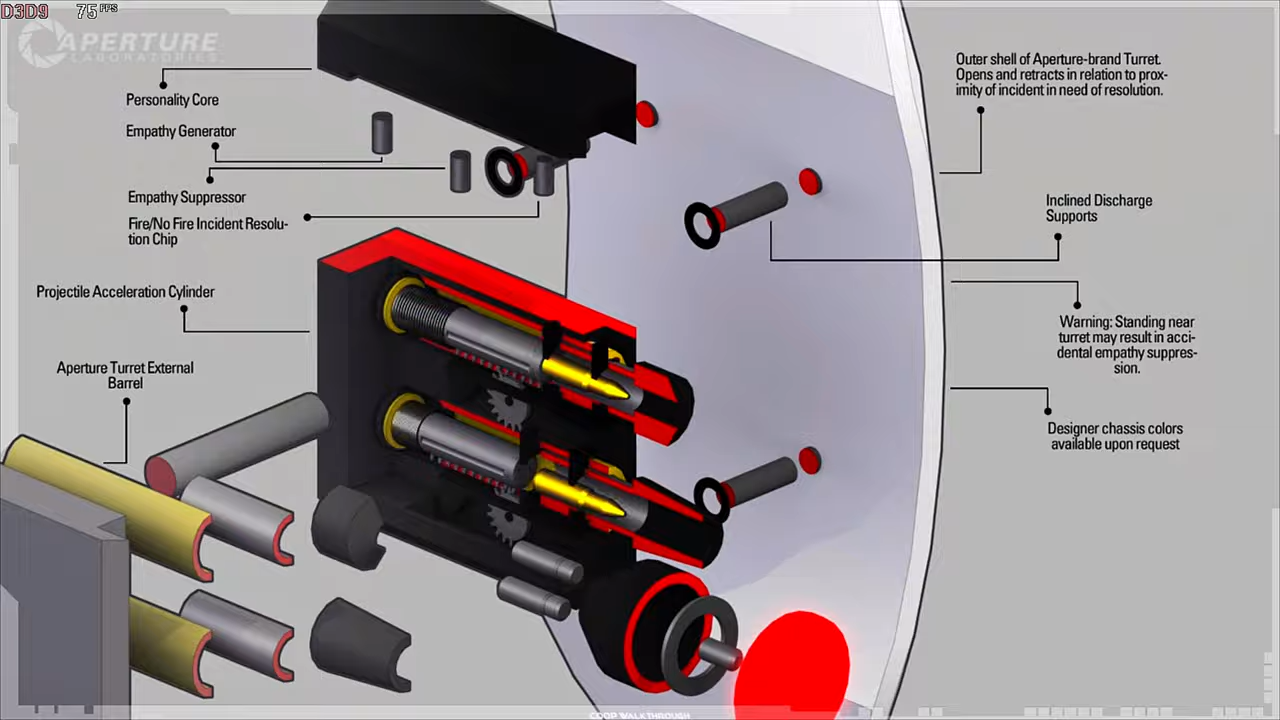 D3D9 75 FPS
APERTURE
LABORATORIES
Personality Core
Empathy Generator
Empathy Suppressor
Fire/No Fire Incident Resolu-
tion Chip
Projectile Acceleration Cylinder
Aperture Turret External
Barrel
Outer shell of Aperture-brand Turret.
Opens and retracts in relation to prox-
imity of incident in need of resolution.
Inclined Discharge
Supports
Warning: Standing near
turret may result in acci-
dental empathy suppres-
sion.
Designer chassis colors
available upon request
COOP WALKTHROUGH